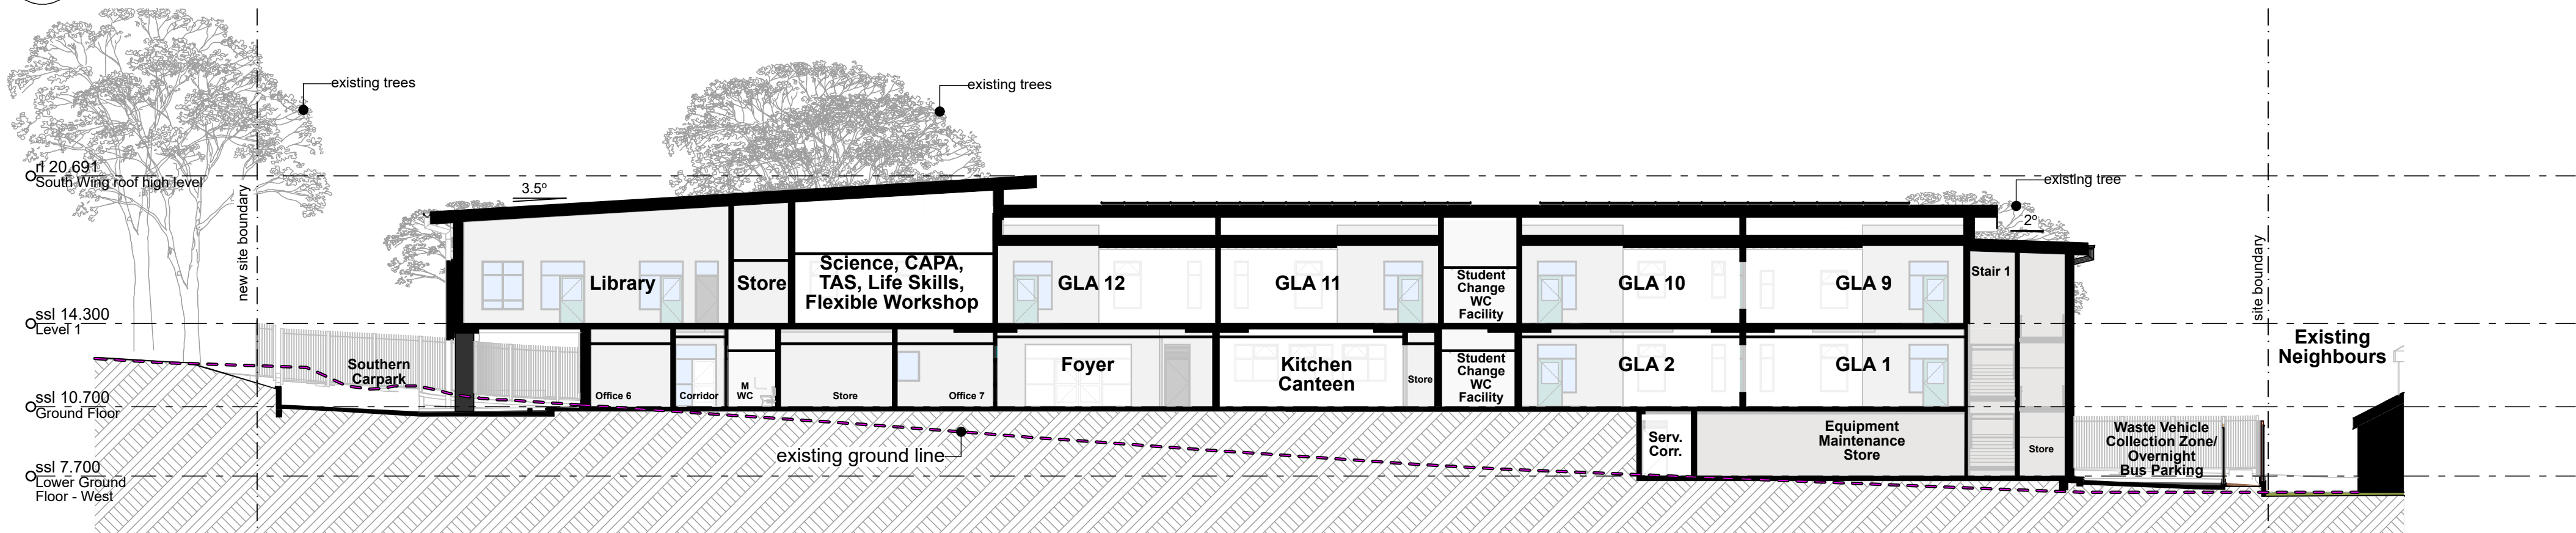 existing trees
existing trees
rl 20.691
South Wing roof high level
new site boundary
3.5º
existing tree
2º
site boundary
Library
Store
Science, CAPA,
TAS, Life Skills,
Flexible Workshop
GLA 12
GLA 11
Student
Change
WC
Facility
GLA 10
GLA 9
Stair 1
ssl 14.300
Level 1
Southern
Carpark
Office 6
Corridor
M
WC
Store
Office 7
Foyer
Kitchen
Canteen
Store
Student
Change
WC
Facility
GLA 2
GLA 1
Existing
Neighbours
ssl 10.700
Ground Floor
existing ground line
Serv.
Corr.
Equipment
Maintenance
Store
Store
Waste Vehicle
Collection Zone/
Overnight
Bus Parking
ssl 7.700
Lower Ground
Floor - West